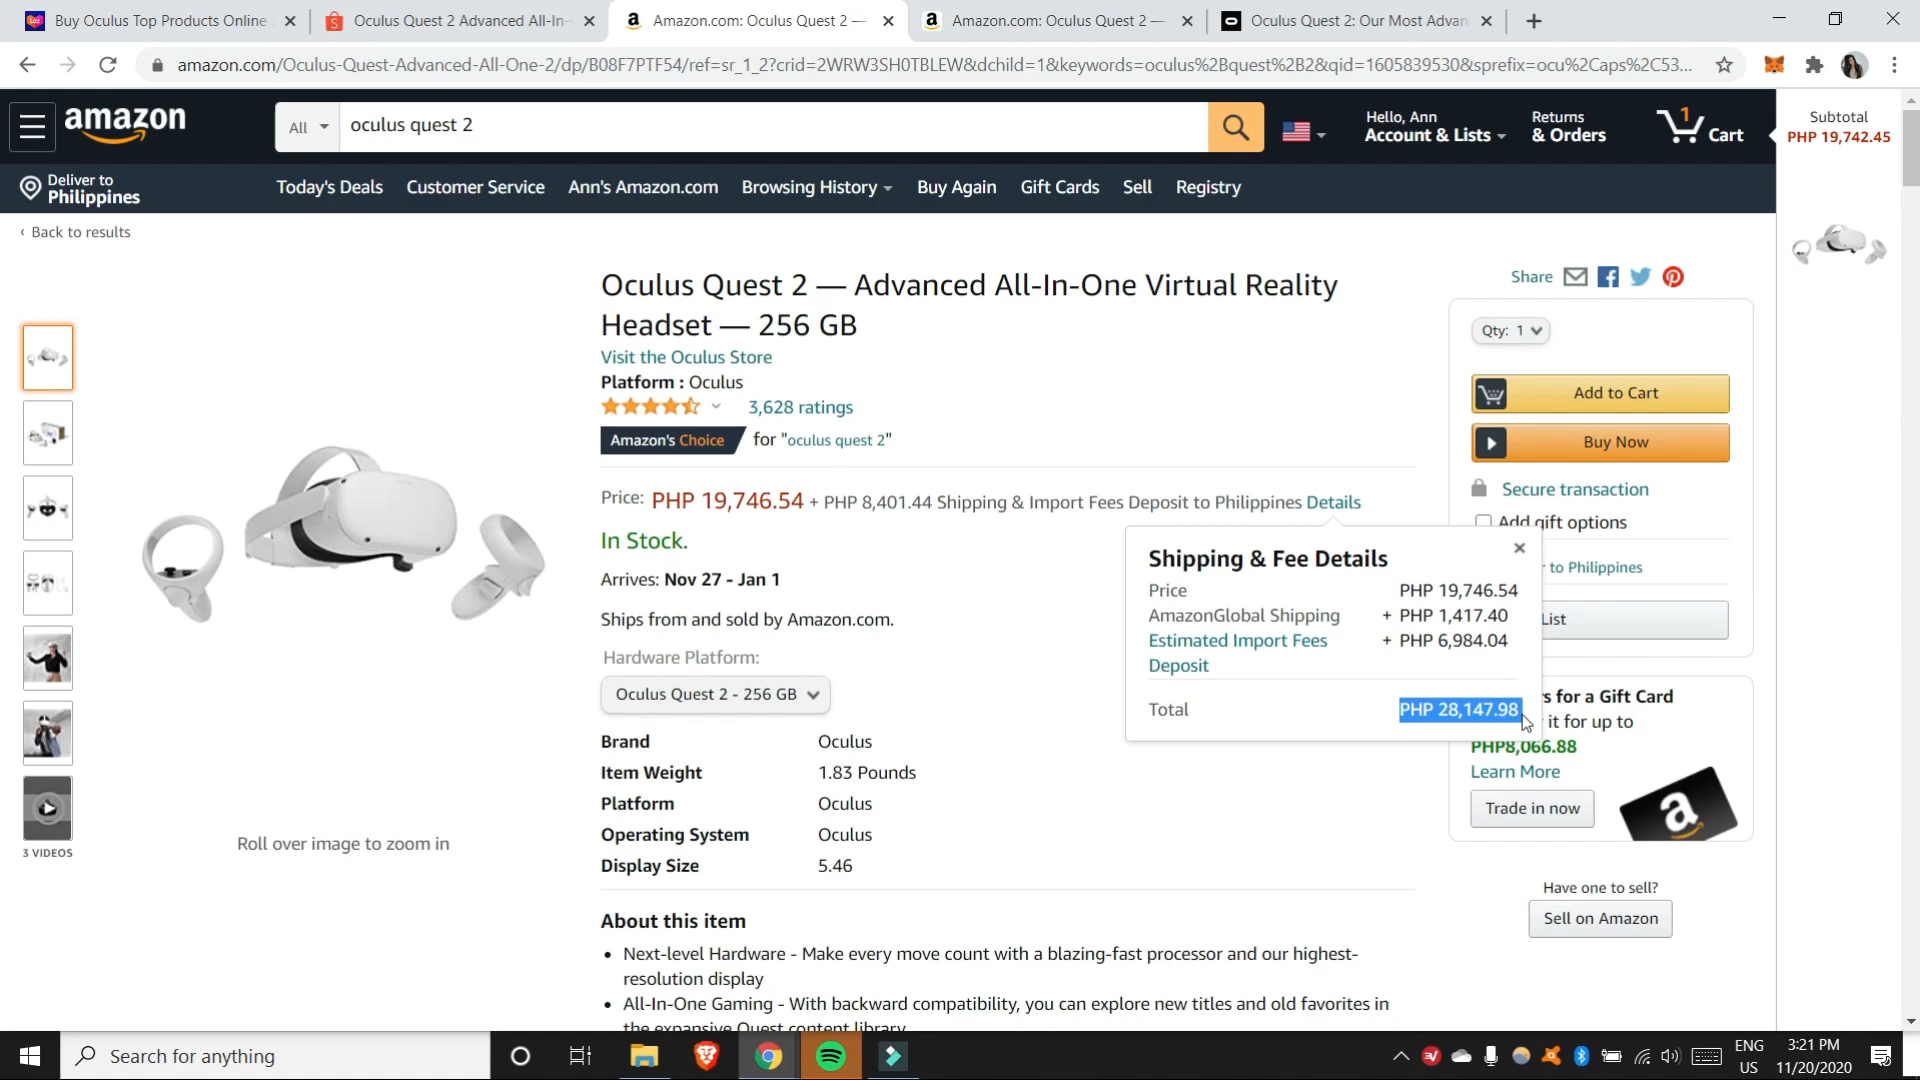 Buy Oculus Top Products Online
Oculus Quest 2 Advanced All-In-
Amazon.com: Oculus Quest 2 —
Amazon.com: Oculus Quest 2 —
Oculus Quest 2: Our Most Advan
amazon.com/Oculus-Quest-Advanced-All-One-2/dp/B08F7PTF54/ref=sr_1_2?crid=2WRW3SH0TBLEW&dchild=1&keywords=oculus%2Bquest%2B2&qid=1605839530&sprefix=ocu%2Caps%2C53...
amazon
All
oculus quest 2
Hello, Ann
Account & Lists
Returns
& Orders
1
Cart
Subtotal
PHP 19,742.45
Deliver to
Philippines
Today's Deals
Customer Service
Ann's Amazon.com
Browsing History
Buy Again
Gift Cards
Sell
Registry
‹ Back to results
Oculus Quest 2 — Advanced All-In-One Virtual Reality
Headset — 256 GB
Visit the Oculus Store
Platform : Oculus
3,628 ratings
Amazon's Choice for "oculus quest 2"
Price: PHP 19,746.54 + PHP 8,401.44 Shipping & Import Fees Deposit to Philippines Details
In Stock.
Arrives: Nov 27 - Jan 1
Ships from and sold by Amazon.com.
Hardware Platform:
Oculus Quest 2 - 256 GB
Brand Oculus
Item Weight 1.83 Pounds
Platform Oculus
Operating System Oculus
Display Size 5.46
About this item
• Next-level Hardware - Make every move count with a blazing-fast processor and our highest-
resolution display
• All-In-One Gaming - With backward compatibility, you can explore new titles and old favorites in
the expansive Quest content library
3 VIDEOS
Roll over image to zoom in
Shipping & Fee Details
Price PHP 19,746.54
AmazonGlobal Shipping + PHP 1,417.40
Estimated Import Fees + PHP 6,984.04
Deposit
Total PHP 28,147.98
Share
Qty: 1
Add to Cart
Buy Now
Secure transaction
Add gift options
to Philippines
List
s for a Gift Card
it for up to
PHP8,066.88
Learn More
Trade in now
a
Have one to sell?
Sell on Amazon
Search for anything
ENG
US
3:21 PM
11/20/2020